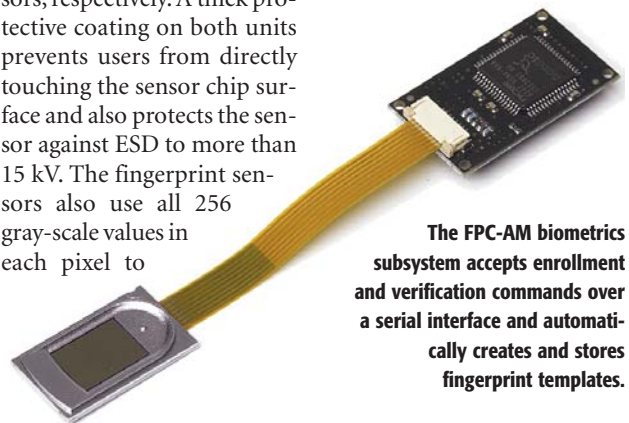 sors, respectively. A thick pro-
tective coating on both units
prevents users from directly
touching the sensor chip sur-
face and also protects the sen-
sor against ESD to more than
15 kV. The fingerprint sen-
sors also use all 256
gray-scale values in
each pixel to
The FPC-AM biometrics
subsystem accepts enrollment
and verification commands over
a serial interface and automati-
cally creates and stores
fingerprint templates.